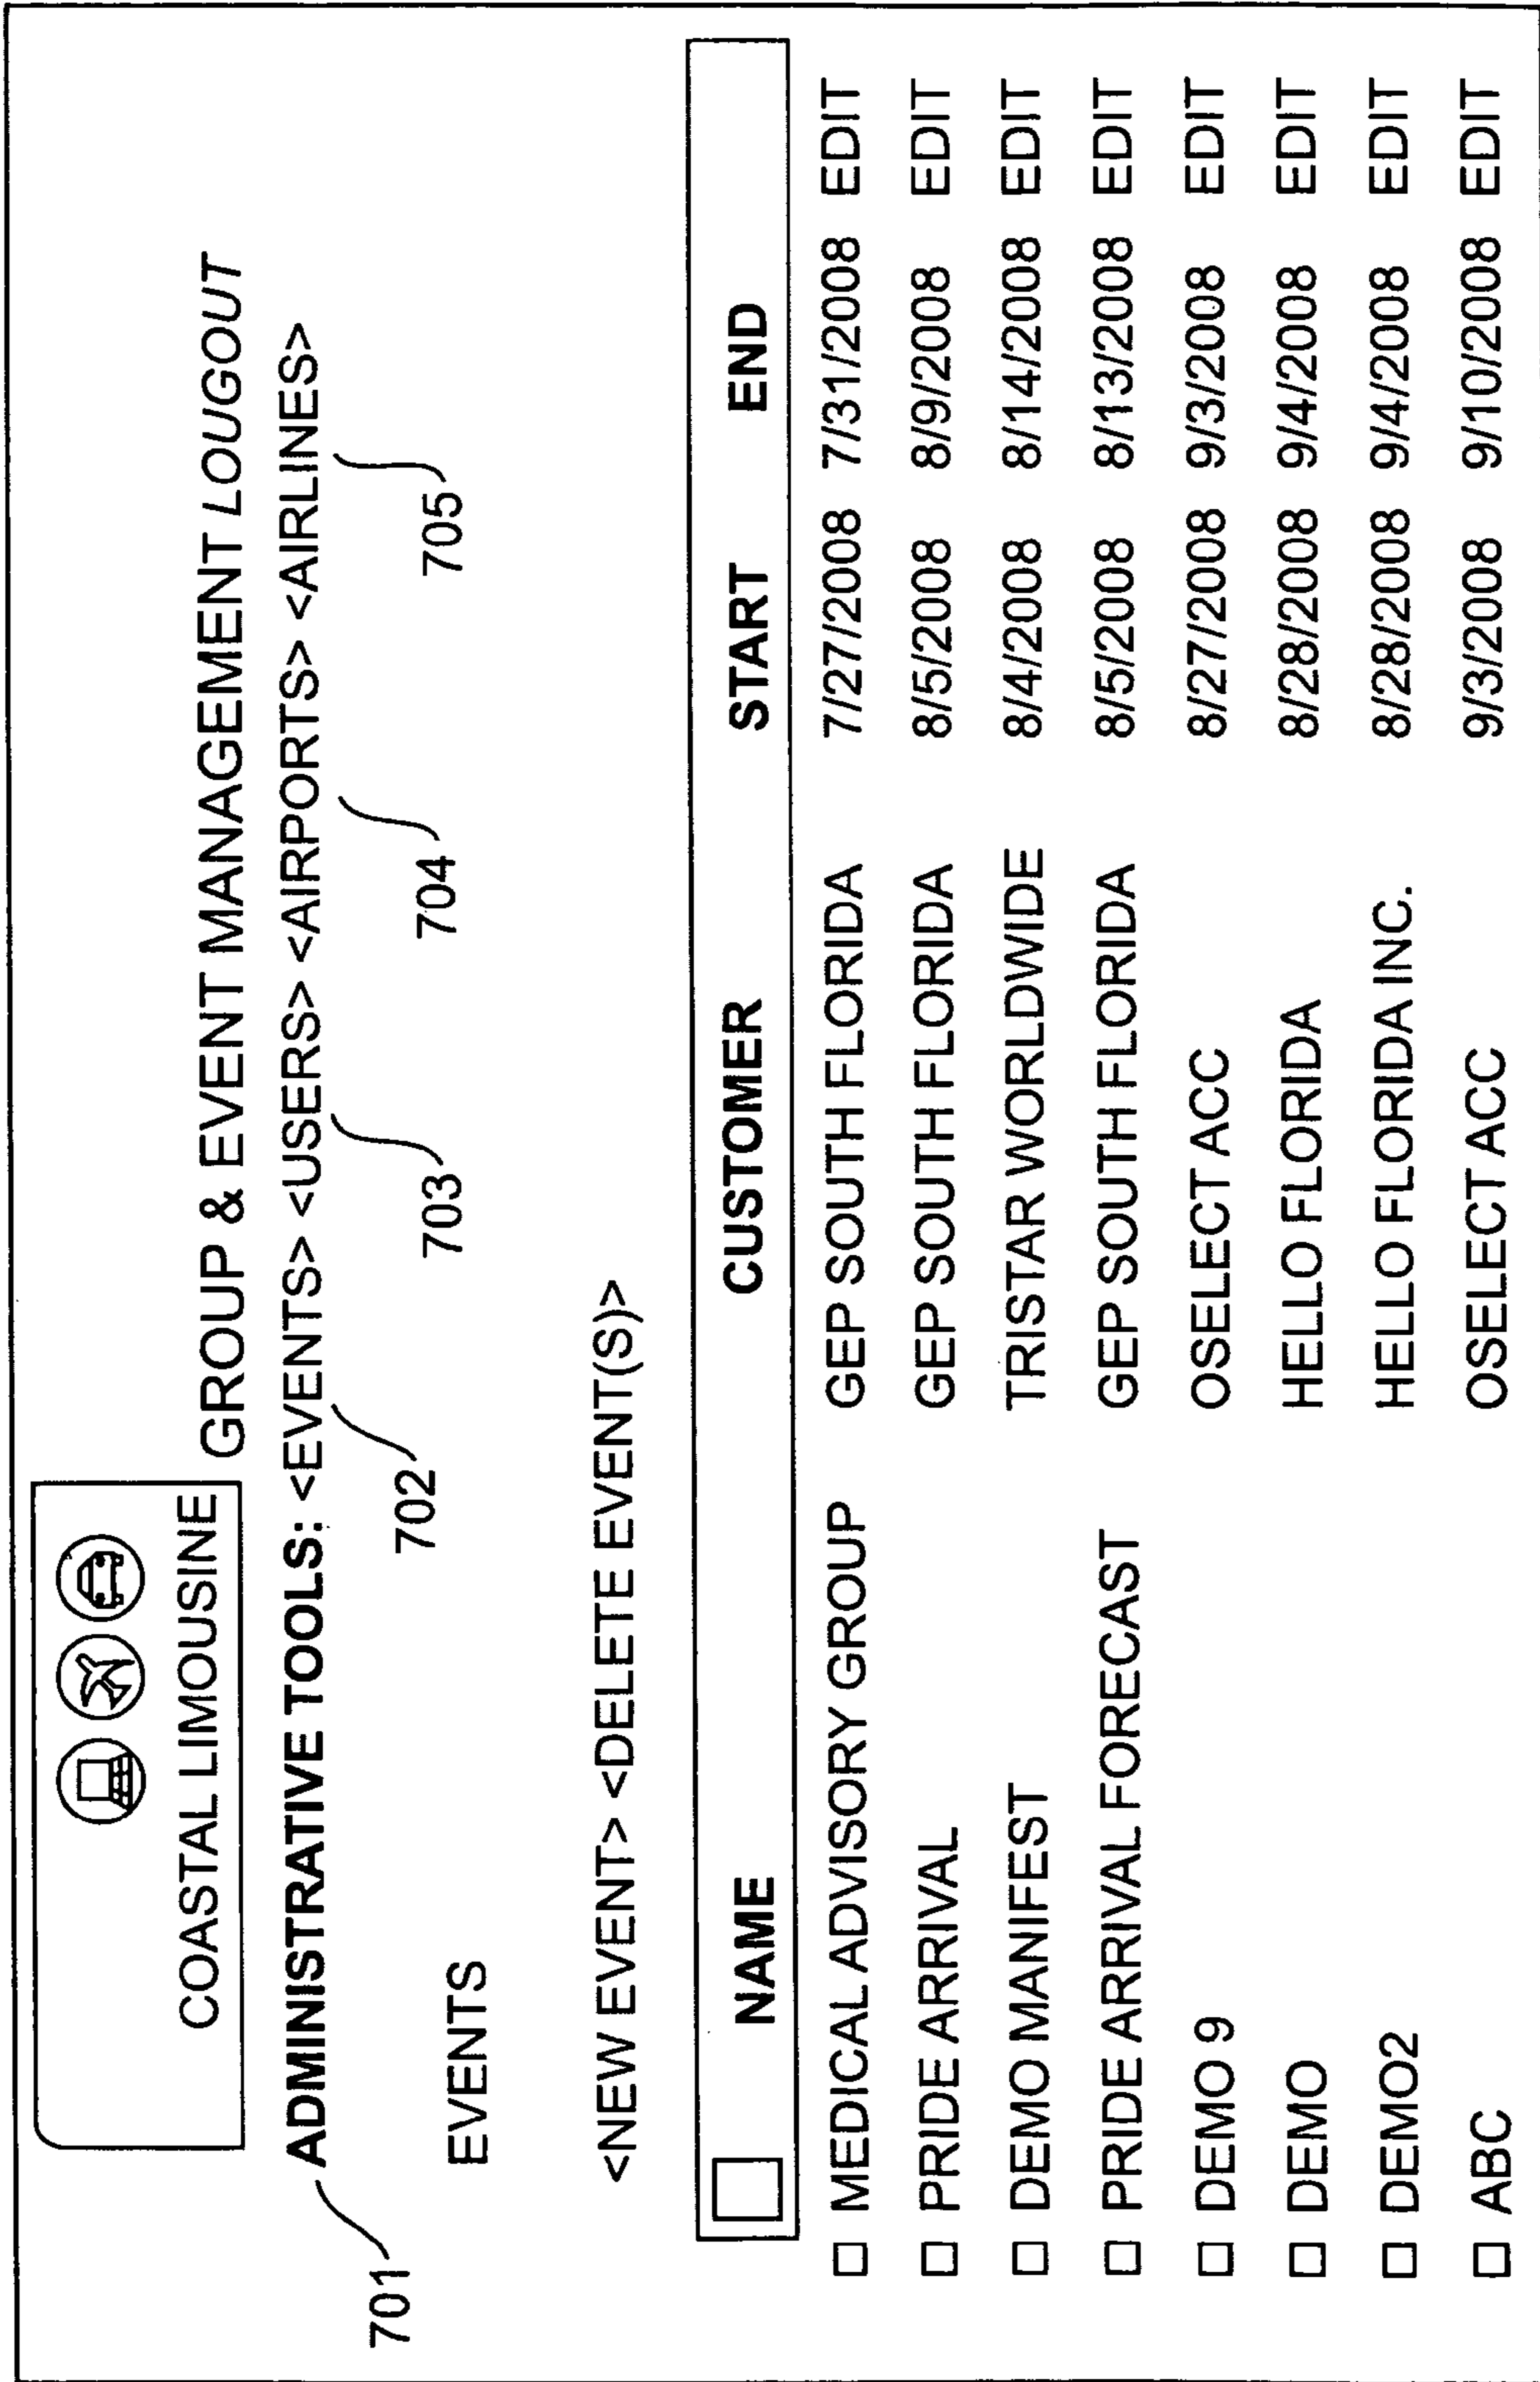 COASTAL LIMOUSINE
GROUP & EVENT MANAGEMENT LOUGOUT
ADMINISTRATIVE TOOLS: <EVENTS> <USERS> <AIRPORTS> <AIRLINES>
701
702
703
704
705
EVENTS
<NEW EVENT> <DELETE EVENT(S)>
NAME CUSTOMER START END
MEDICAL ADVISORY GROUP GEP SOUTH FLORIDA 7/27/2008 7/31/2008 EDIT
PRIDE ARRIVAL GEP SOUTH FLORIDA 8/5/2008 8/9/2008 EDIT
DEMO MANIFEST TRISTAR WORLDWIDE 8/4/2008 8/14/2008 EDIT
PRIDE ARRIVAL FORECAST GEP SOUTH FLORIDA 8/5/2008 8/13/2008 EDIT
DEMO 9 OSELECT ACC 8/27/2008 9/3/2008 EDIT
DEMO HELLO FLORIDA 8/28/2008 9/4/2008 EDIT
DEMO2 HELLO FLORIDA INC. 8/28/2008 9/4/2008 EDIT
ABC OSELECT ACC 9/3/2008 9/10/2008 EDIT